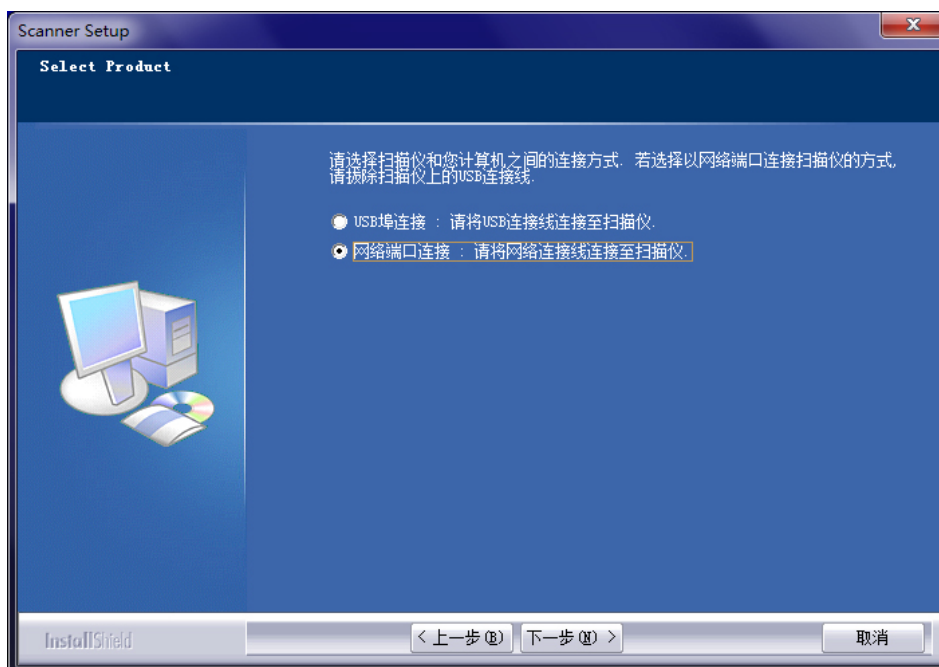 Scanner Setup
Select Product
请选择扫描仪和您计算机之间的连接方式. 若选择以网络端口连接扫描仪的方式,
请拔除扫描仪上的USB连接线.
USB埠连接 : 请将USB连接线连接至扫描仪.
网络端口连接 : 请将网络连接线连接至扫描仪.
InstallShield
< 上一步(B)
下一步(N) >
取消